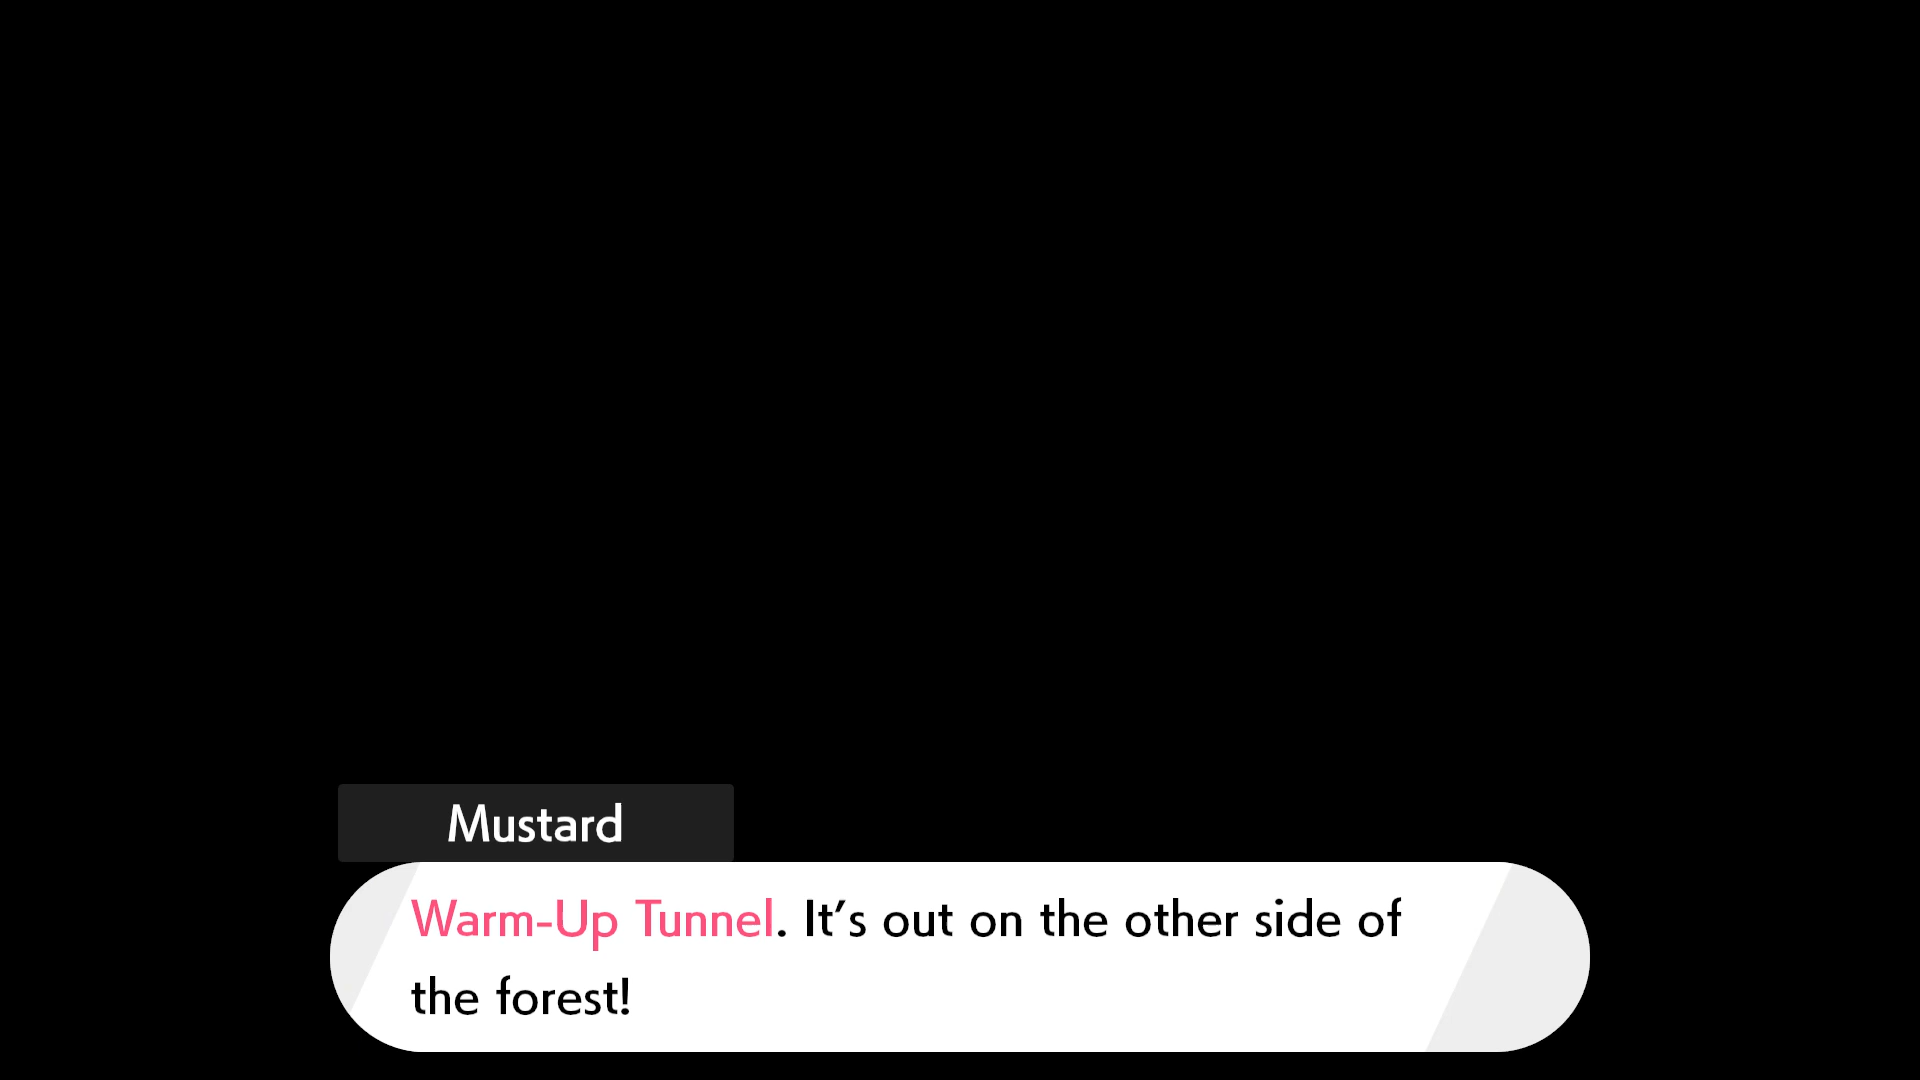 Mustard
Warm-Up Tunnel. It’s out on the other side of
the forest!